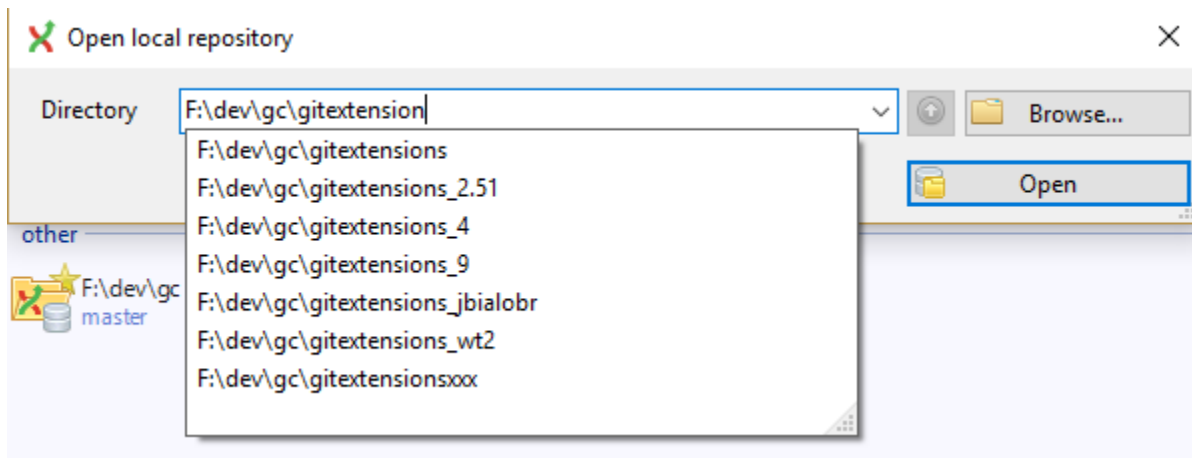 Open local repository
Directory F:\dev\gc\gitextension Browse...
F:\dev\gc\gitextensions
F:\dev\gc\gitextensions_2.51
Open
F:\dev\gc\gitextensions_4
other
F:\dev\gc\gitextensions_9
F:\dev\gc
F:\dev\gc\gitextensions_jbialobr
master
F:\dev\gc\gitextensions_wt2
F:\dev\gc\gitextensionsxxx